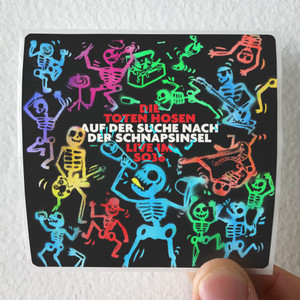 DIE
TOTEN HOSEN
AUF DER SUCHE NACH
DER SCHNAPSINSEL
LIVE IM
SO36